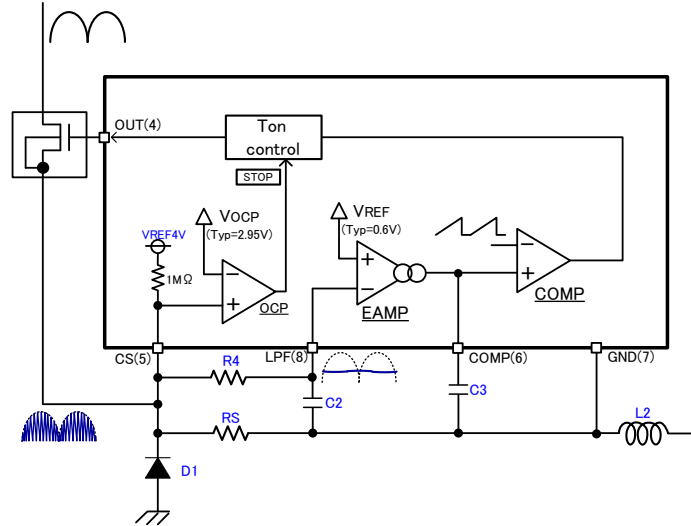 OUT(4)
Ton
control
STOP
VOCP
(Typ=2.95V)
VREF
(Typ=0.6V)
VREF4V
1MΩ
−
+
OCP
+
−
EAMP
−
+
COMP
CS(5)
R4
LPF(8)
COMP(6)
GND(7)
C2
C3
RS
L2
D1